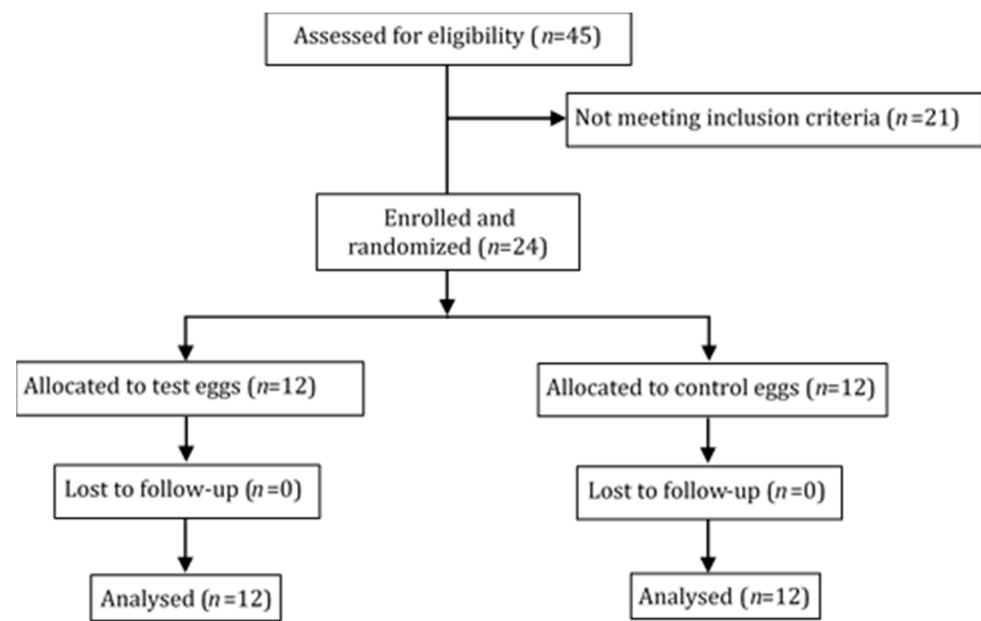 Assessed for eligibility (n=45)
Not meeting inclusion criteria (n=21)
Enrolled and
randomized (n=24)
Allocated to test eggs (n=12)
Allocated to control eggs (n=12)
Lost to follow-up (n=0)
Lost to follow-up (n=0)
Analysed (n=12)
Analysed (n=12)